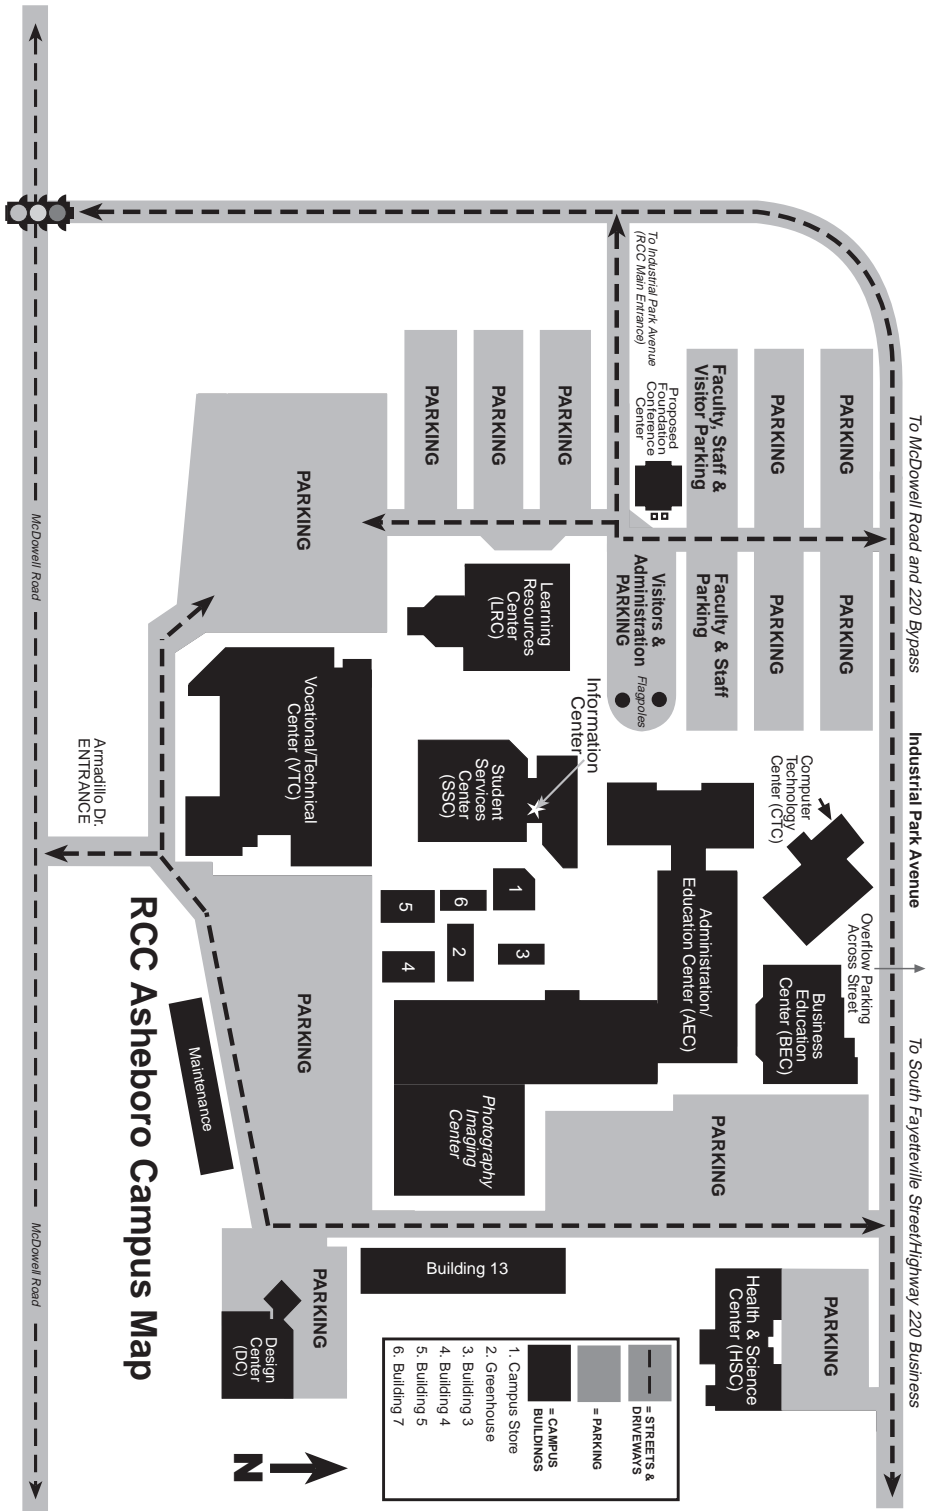 To McDowell Road and 220 Bypass
Industrial Park Avenue
To South Fayetteville Street/Highway 220 Business
Overflow Parking
Across Street
PARKING
PARKING
PARKING
PARKING
PARKING
Faculty, Staff &
Visitor Parking
Faculty & Staff
Parking
Computer
Technology
Center (CTC)
Business
Education
Center (BEC)
PARKING
Health & Science
Center (HSC)
To Industrial Park Avenue
(RCC Main Entrance)
Proposed
Foundation
Conference
Center
Visitors &
Administration
PARKING
Flagpoles
Administration/
Education Center (AEC)
Information
Center
PARKING
PARKING
PARKING
Learning
Resources
Center
(LRC)
Student
Services
Center
(SSC)
1
3
6
2
5
4
Photography
Imaging
Center
Building 13
= STREETS &
DRIVEWAYS
= PARKING
= CAMPUS
BUILDINGS
1. Campus Store
2. Greenhouse
3. Building 3
4. Building 4
5. Building 5
6. Building 7
PARKING
Vocational/Technical
Center (VTC)
PARKING
PARKING
Design
Center
(DC)
Maintenance
N
Armadillo Dr.
ENTRANCE
RCC Asheboro Campus Map
McDowell Road
McDowell Road